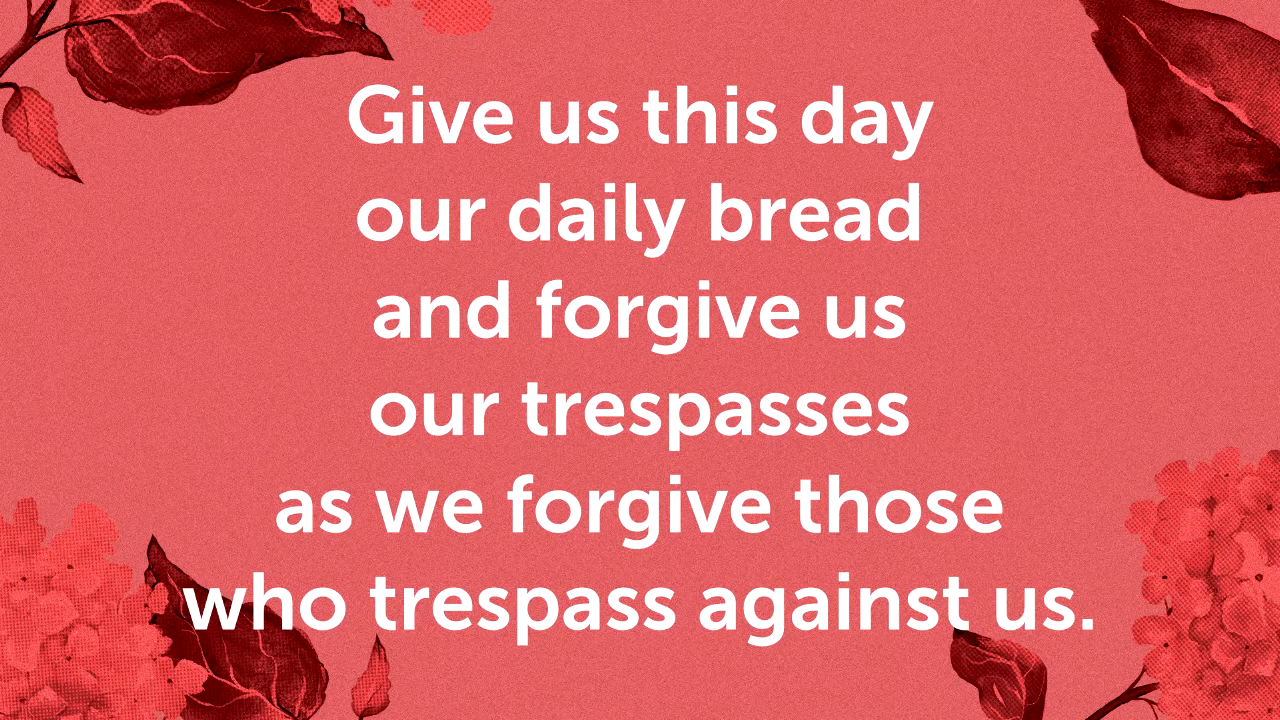 Give us this day
our daily bread
and forgive us
our trespasses
as we forgive those
who trespass against us.